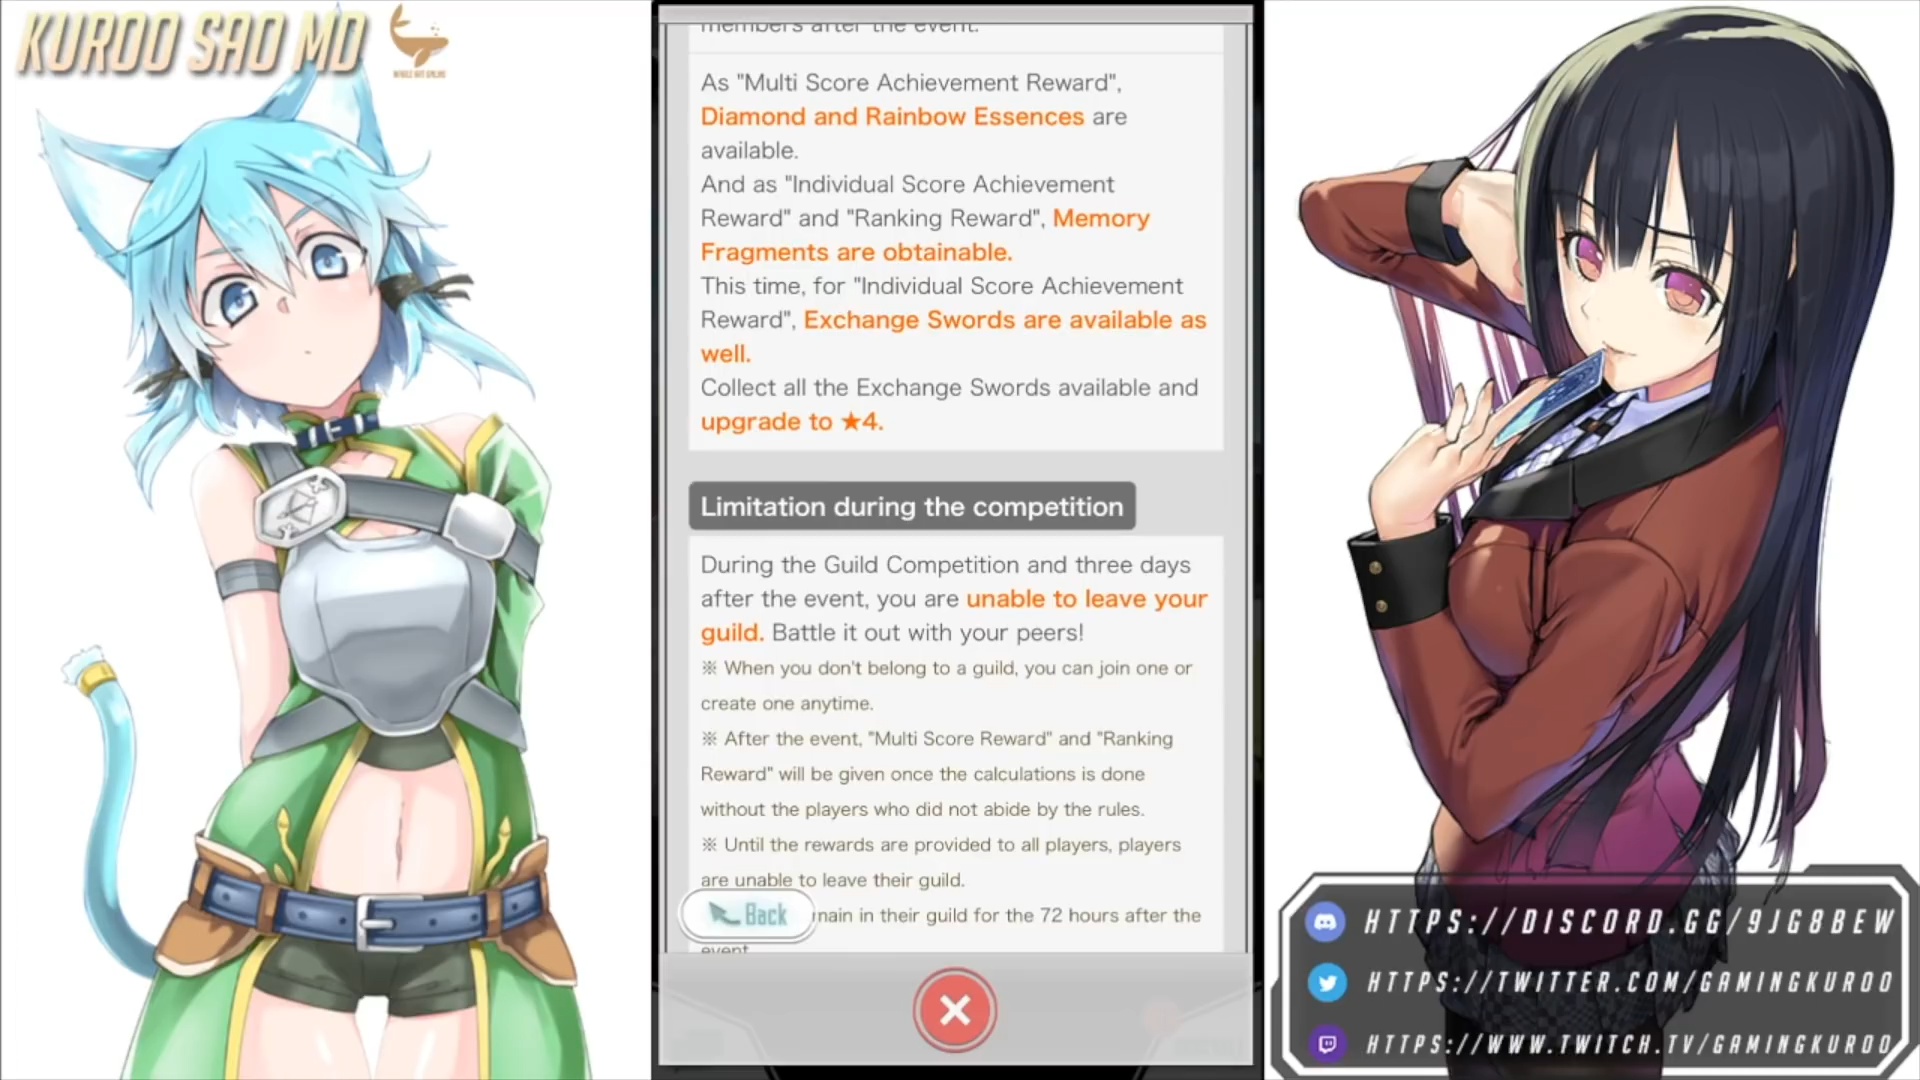 KUROO SAO MD
members after the event.
As "Multi Score Achievement Reward",
Diamond and Rainbow Essences are
available.
And as "Individual Score Achievement
Reward" and "Ranking Reward", Memory
Fragments are obtainable.
This time, for "Individual Score Achievement
Reward", Exchange Swords are available as
well.
Collect all the Exchange Swords available and
upgrade to ★4.
Limitation during the competition
During the Guild Competition and three days
after the event, you are unable to leave your
guild. Battle it out with your peers!
※ When you don't belong to a guild, you can join one or
create one anytime.
※ After the event, "Multi Score Reward" and "Ranking
Reward" will be given once the calculations is done
without the players who did not abide by the rules.
※ Until the rewards are provided to all players, players
are unable to leave their guild.
Back
in their guild for the 72 hours after the
event
HTTPS://DISCORD.GG/9JG8BEW
HTTPS://TWITTER.COM/GAMINGKUROO
HTTPS://WWW.TWITCH.TV/GAMINGKUROO